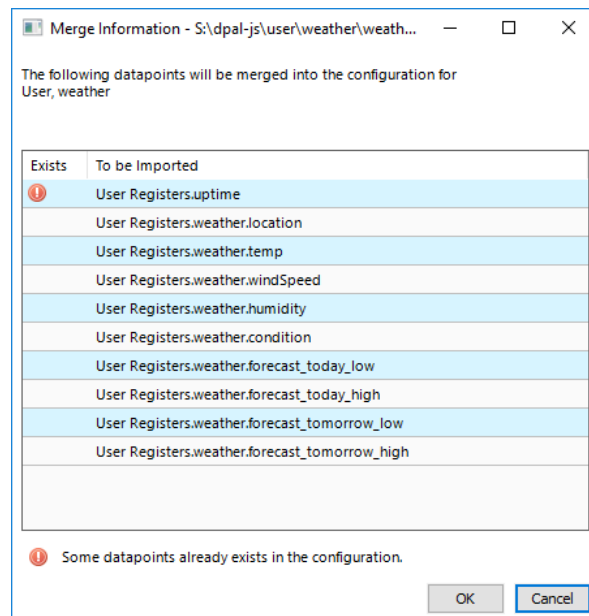 Merge Information - S:\dpal-js\user\weather\weath...
The following datapoints will be merged into the configuration for
User, weather
Exists To be Imported
User Registers.uptime
User Registers.weather.location
User Registers.weather.temp
User Registers.weather.windSpeed
User Registers.weather.humidity
User Registers.weather.condition
User Registers.weather.forecast_today_low
User Registers.weather.forecast_today_high
User Registers.weather.forecast_tomorrow_low
User Registers.weather.forecast_tomorrow_high
Some datapoints already exists in the configuration.
OK Cancel